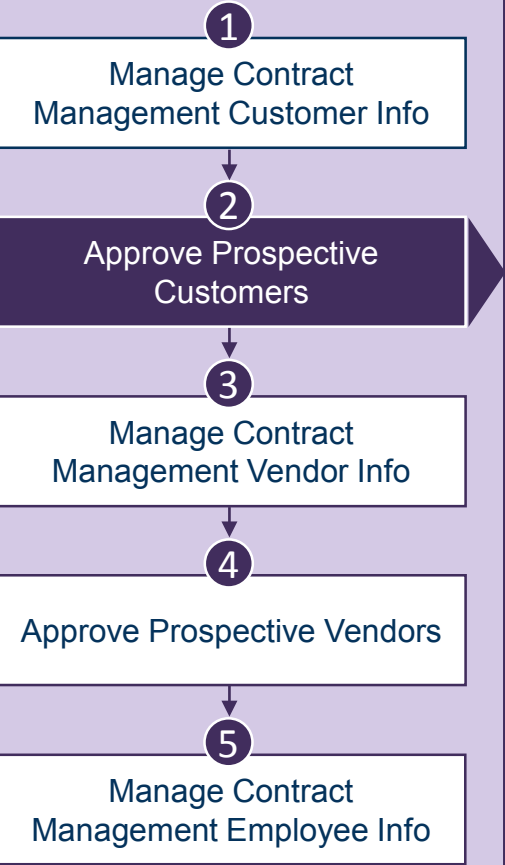 1
Manage Contract
Management Customer Info
2
Approve Prospective
Customers
3
Manage Contract
Management Vendor Info
4
Approve Prospective Vendors
5
Manage Contract
Management Employee Info